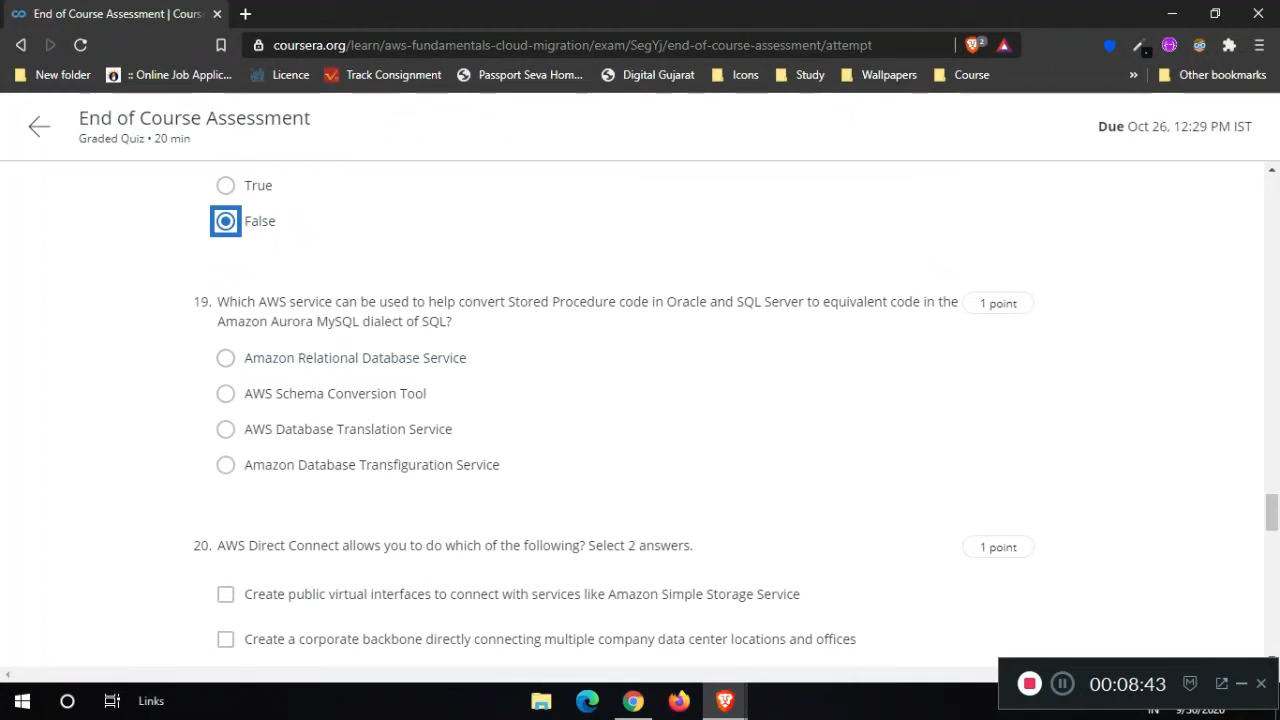 End of Course Assessment | Cours
coursera.org/learn/aws-fundamentals-cloud-migration/exam/SegYj/end-of-course-assessment/attempt
2
New folder
:: Online Job Applic...
Licence
Track Consignment
Passport Seva Hom...
Digital Gujarat
Icons
Study
Wallpapers
Course
»
Other bookmarks
End of Course Assessment
Graded Quiz • 20 min
Due Oct 26, 12:29 PM IST
True
False
19. Which AWS service can be used to help convert Stored Procedure code in Oracle and SQL Server to equivalent code in the
Amazon Aurora MySQL dialect of SQL?
1 point
Amazon Relational Database Service
AWS Schema Conversion Tool
AWS Database Translation Service
Amazon Database Transfiguration Service
20. AWS Direct Connect allows you to do which of the following? Select 2 answers.
1 point
Create public virtual interfaces to connect with services like Amazon Simple Storage Service
Create a corporate backbone directly connecting multiple company data center locations and offices
00:08:43
Links
IN
9/30/2020